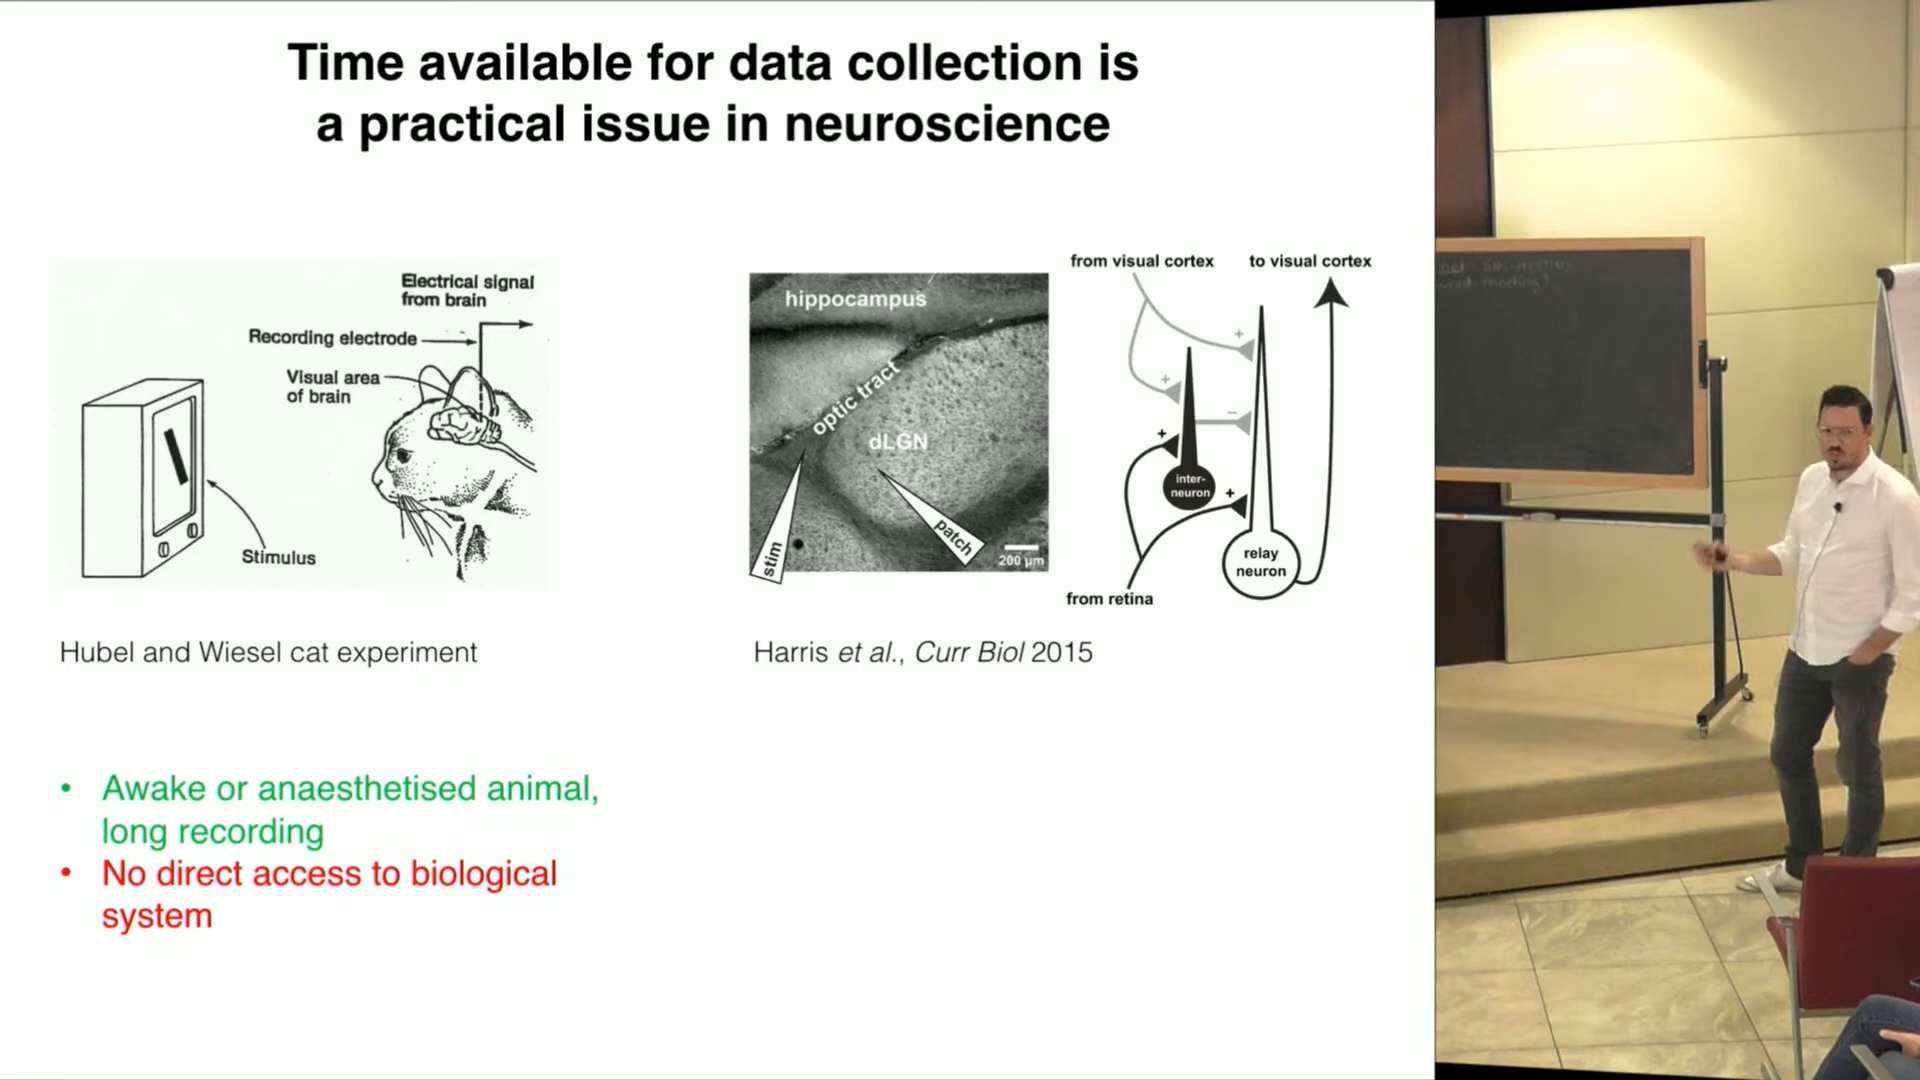 Time available for data collection is
a practical issue in neuroscience
Electrical signal
from brain
Recording electrode
Visual area
of brain
Stimulus
hippocampus
optic tract
dLGN
stim
patch
200 µm
from visual cortex
to visual cortex
+
+
−
+
+
inter-
neuron
relay
neuron
from retina
Hubel and Wiesel cat experiment
Harris et al., Curr Biol 2015
• Awake or anaesthetised animal,
long recording
• No direct access to biological
system